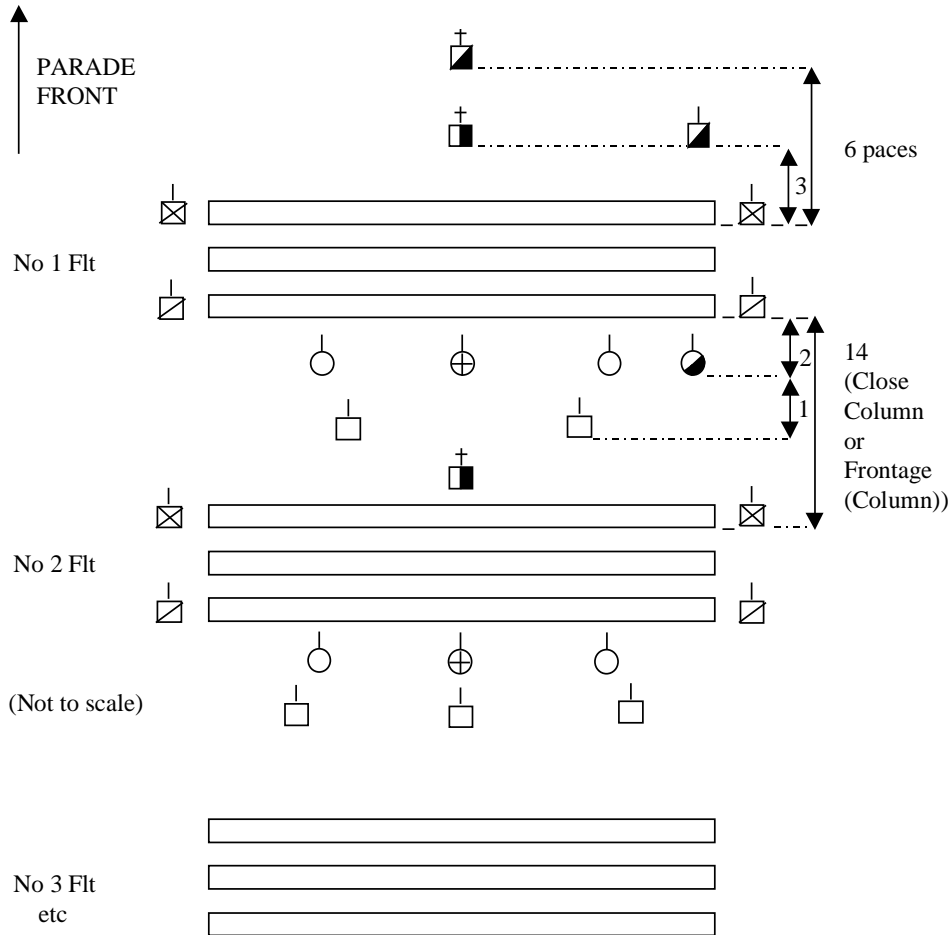 PARADE
FRONT
6 paces
3
No 1 Flt
2
14
(Close
Column
or
Frontage
(Column))
1
No 2 Flt
(Not to scale)
No 3 Flt
etc